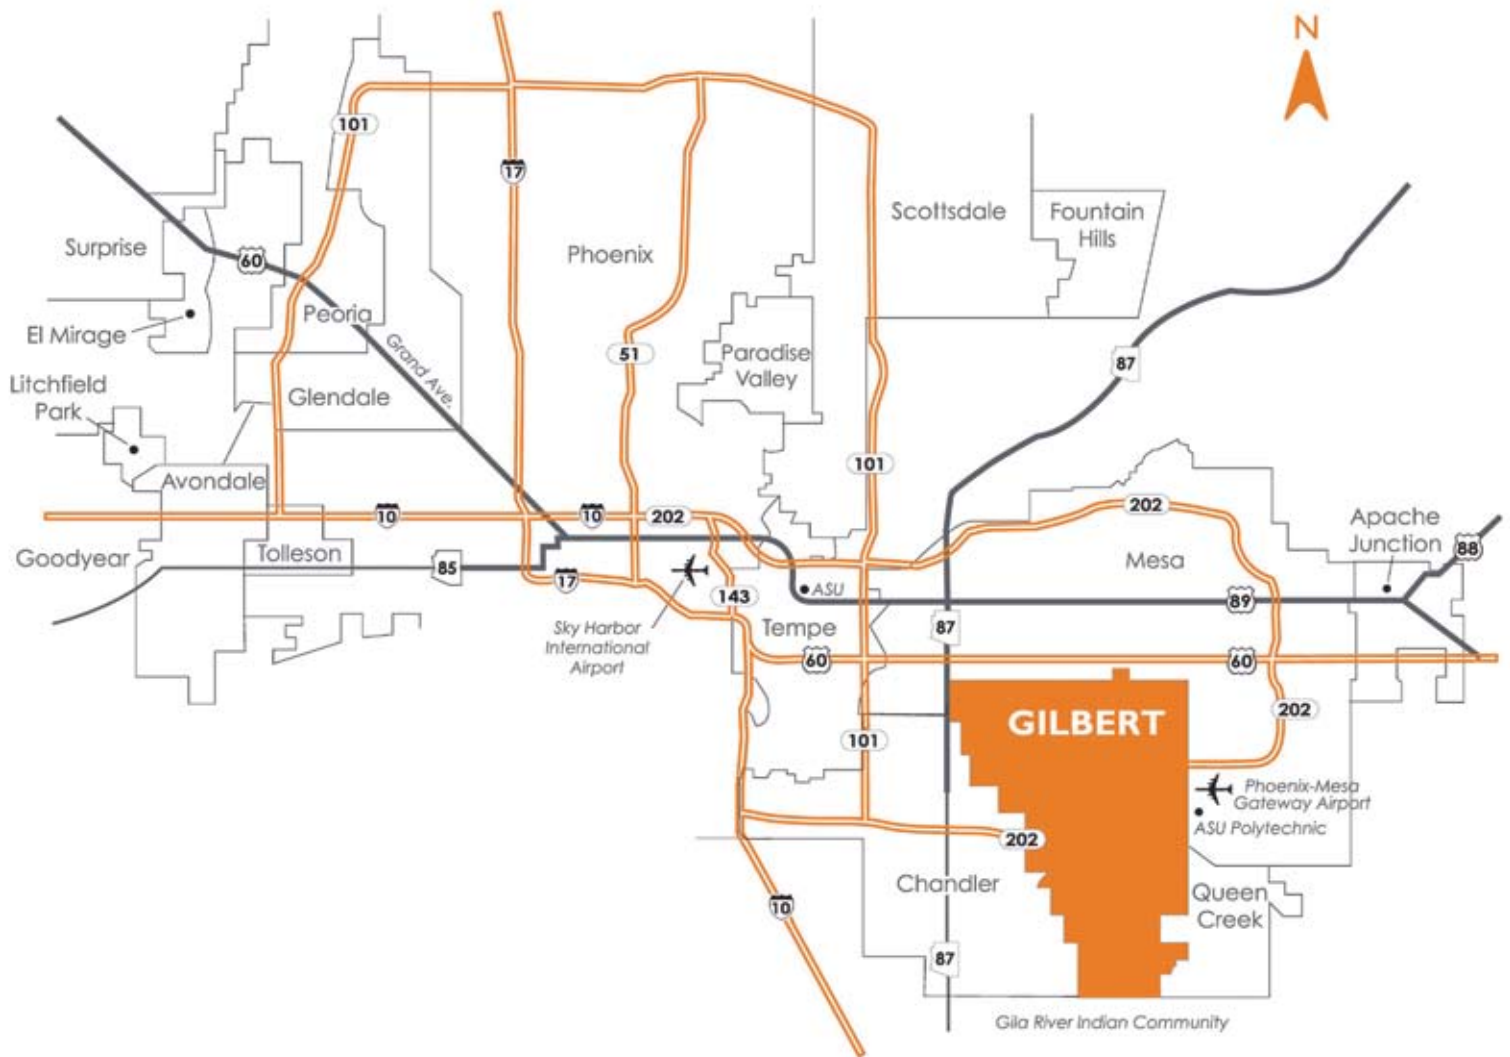 N
101
17
Scottsdale
Fountain
Hills
Surprise
60
Phoenix
El Mirage
Peoria
Grand Ave.
51
Paradise
Valley
87
Litchfield
Park
Glendale
101
Avondale
10
10
202
202
Apache
Junction
88
Goodyear
Tolleson
85
17
143
ASU
Mesa
89
Sky Harbor
International
Airport
Tempe
87
60
60
GILBERT
202
101
Phoenix-Mesa
Gateway Airport
ASU Polytechnic
202
Chandler
Queen
Creek
10
87
Gila River Indian Community